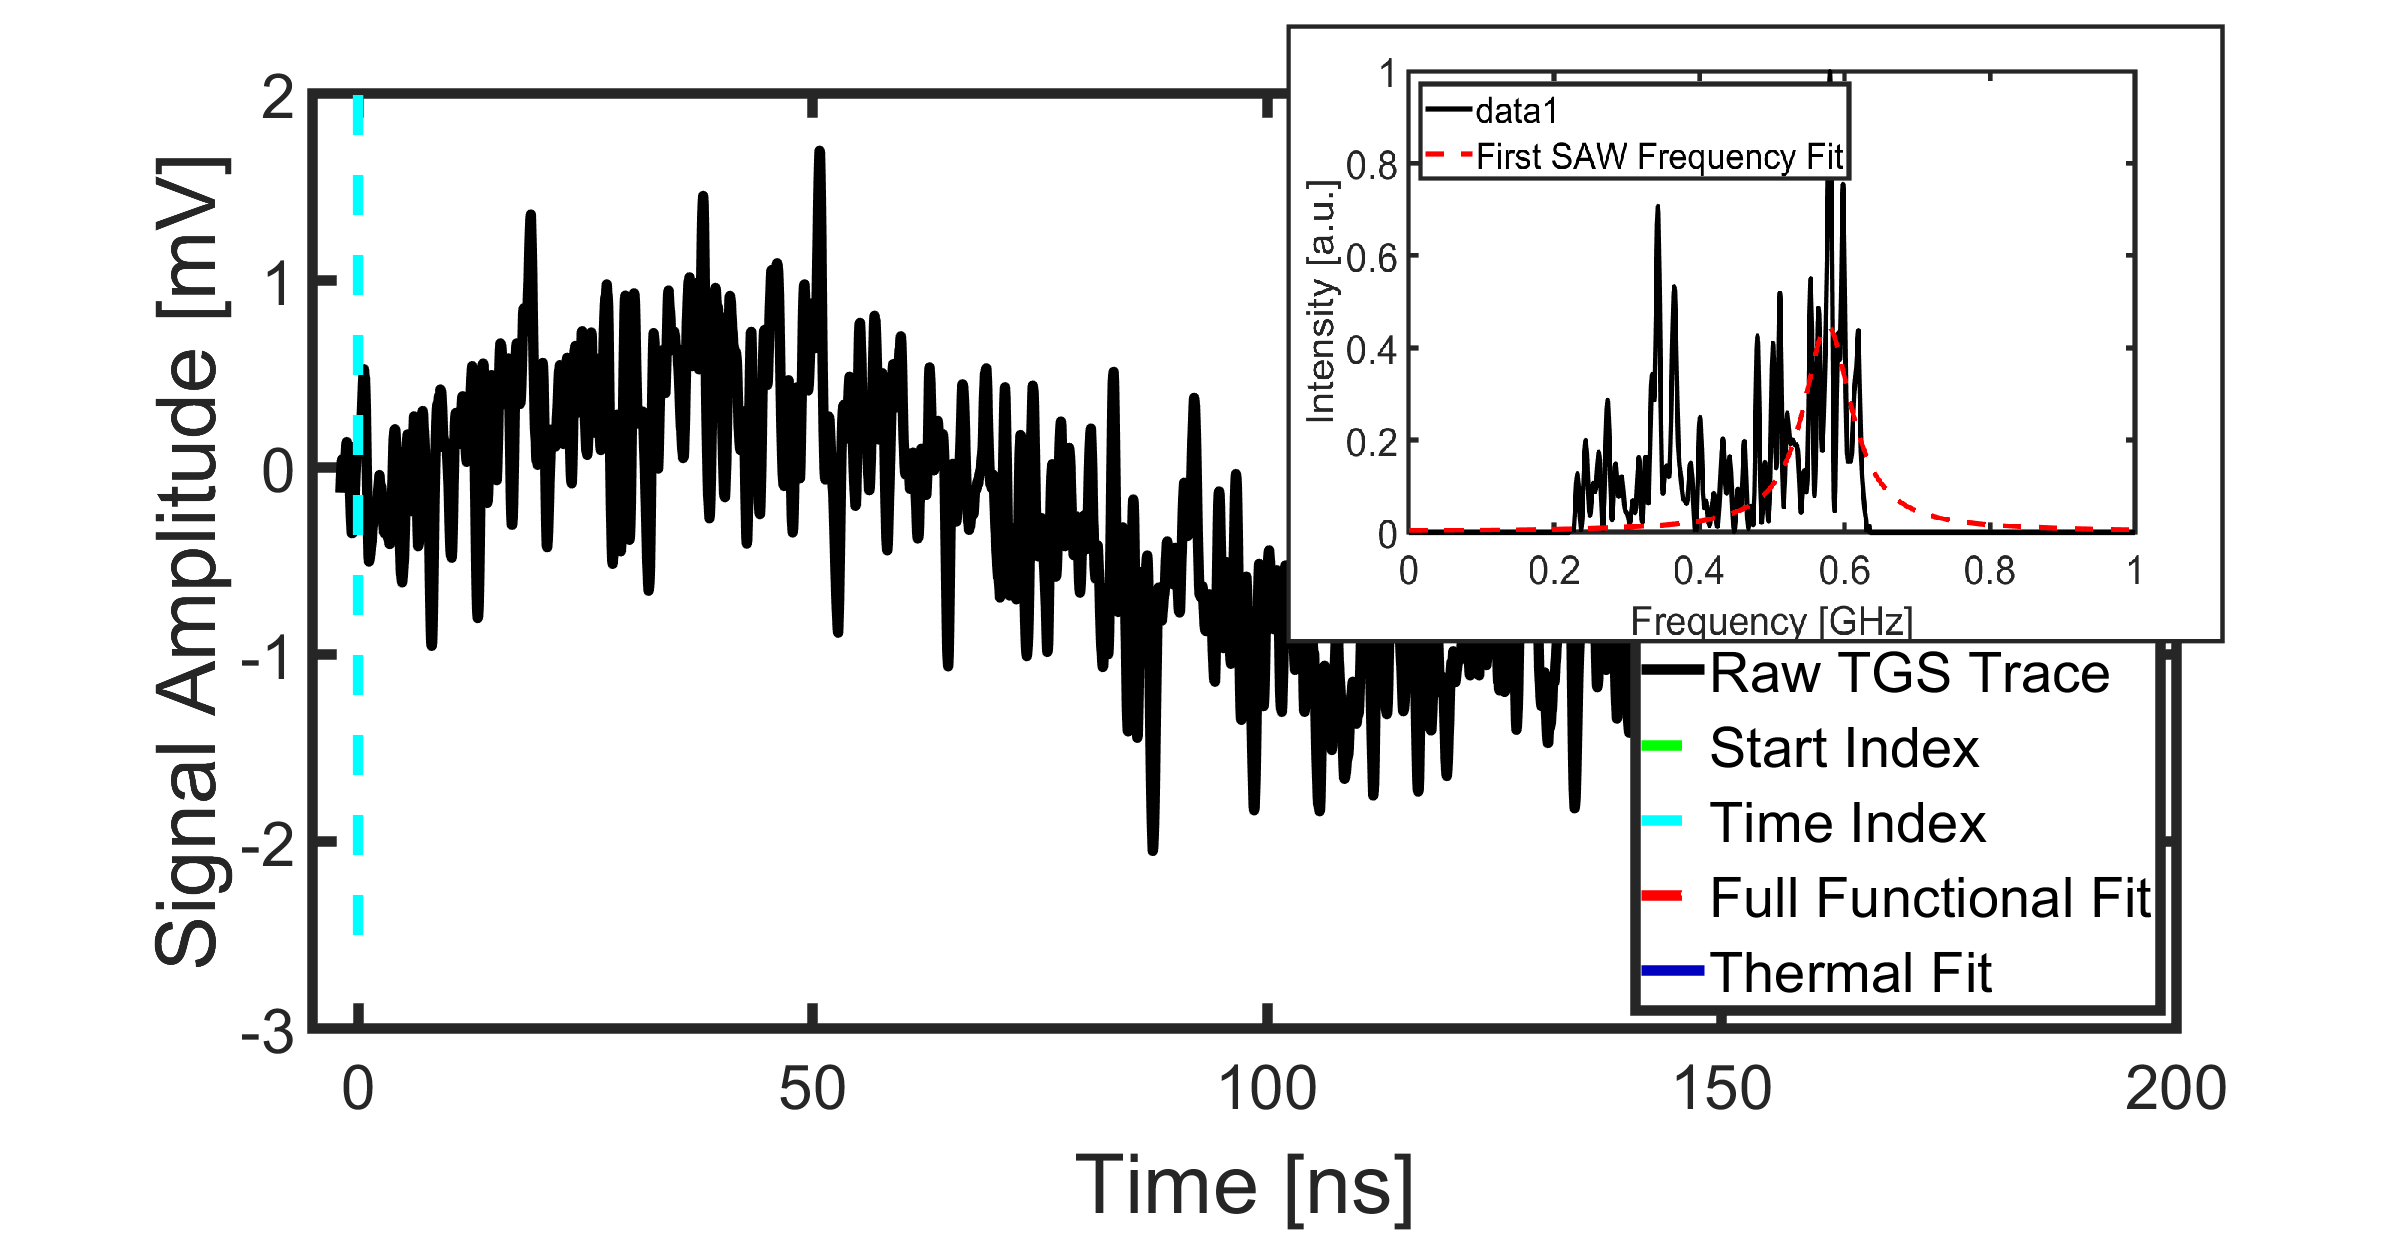 Signal Amplitude [mV]
2
1
0
-1
-2
-3
0
50
100
150
200
Time [ns]
Intensity [a.u.]
1
0.8
0.6
0.4
0.2
0
0
0.2
0.4
0.6
0.8
1
Frequency [GHz]
data1
First SAW Frequency Fit
Raw TGS Trace
Start Index
Time Index
Full Functional Fit
Thermal Fit